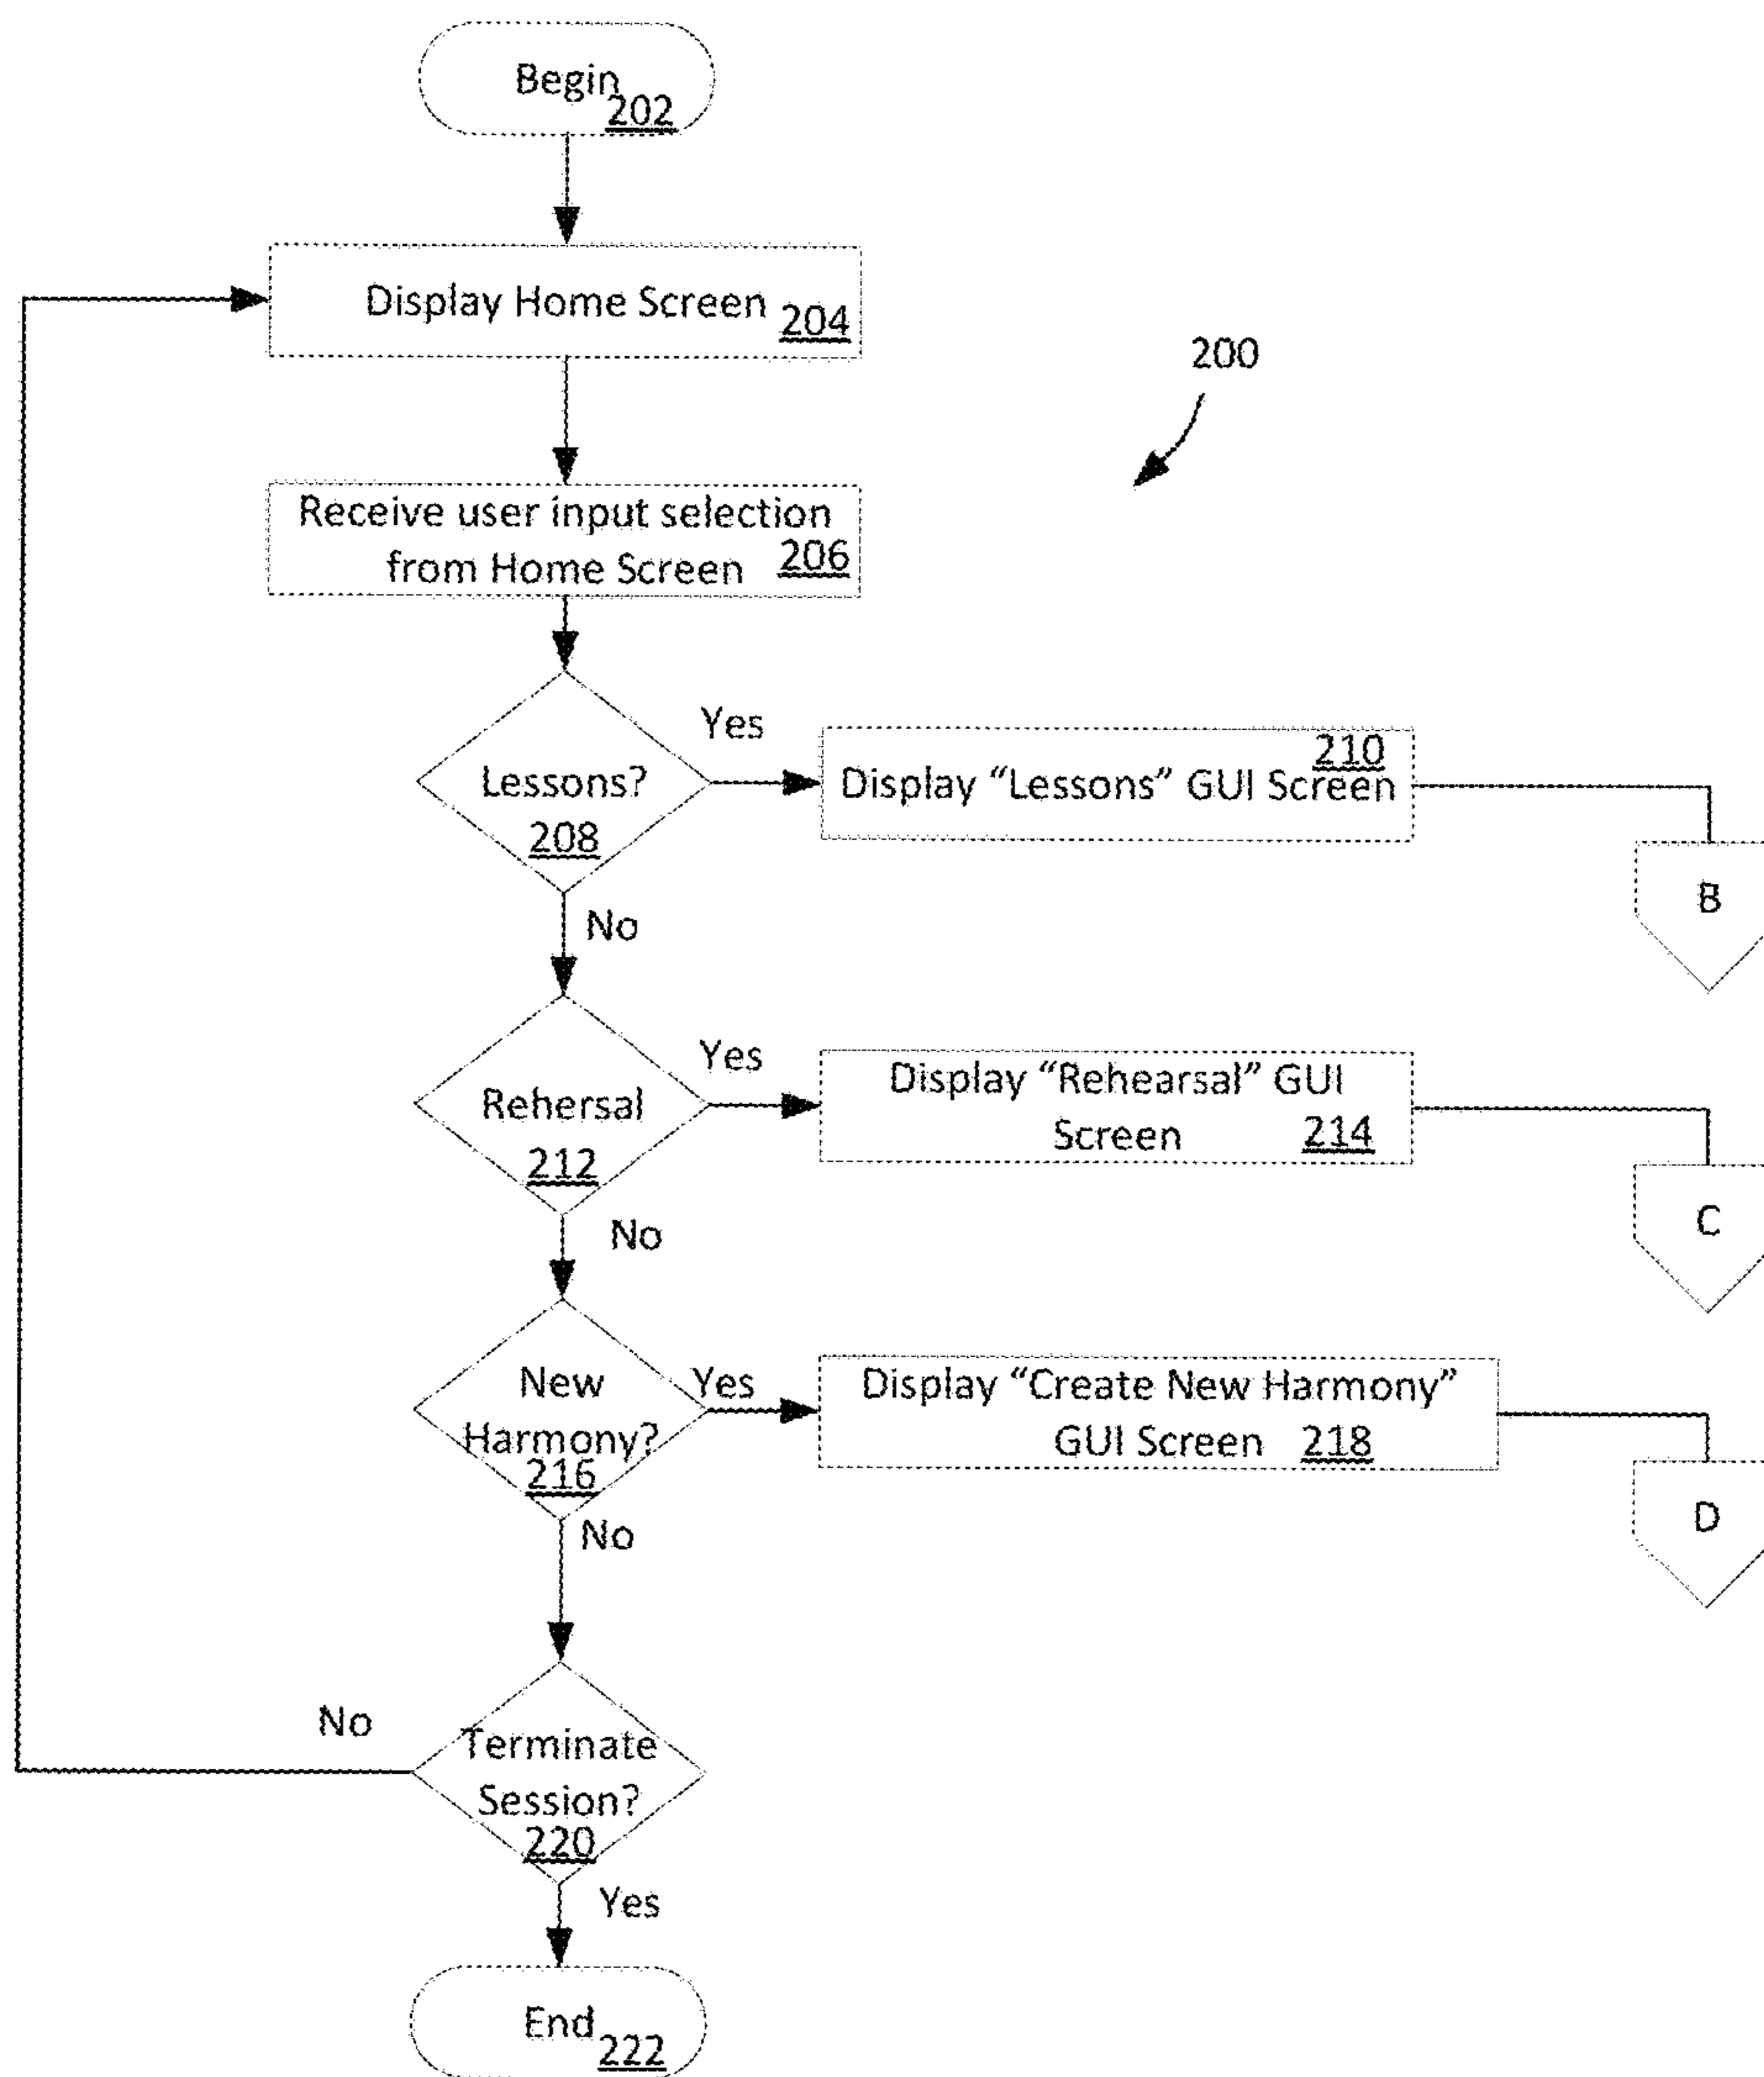 Begin
202
Display Home Screen 204
200
Receive user input selection
from Home Screen 206
Lessons?
208
Yes
210
Display “Lessons” GUI Screen
B
No
Rehersal
212
Yes
Display “Rehearsal” GUI
Screen 214
C
No
New
Harmony?
216
Yes
Display “Create New Harmony”
GUI Screen 218
D
No
Terminate
Session?
220
No
Yes
End
222